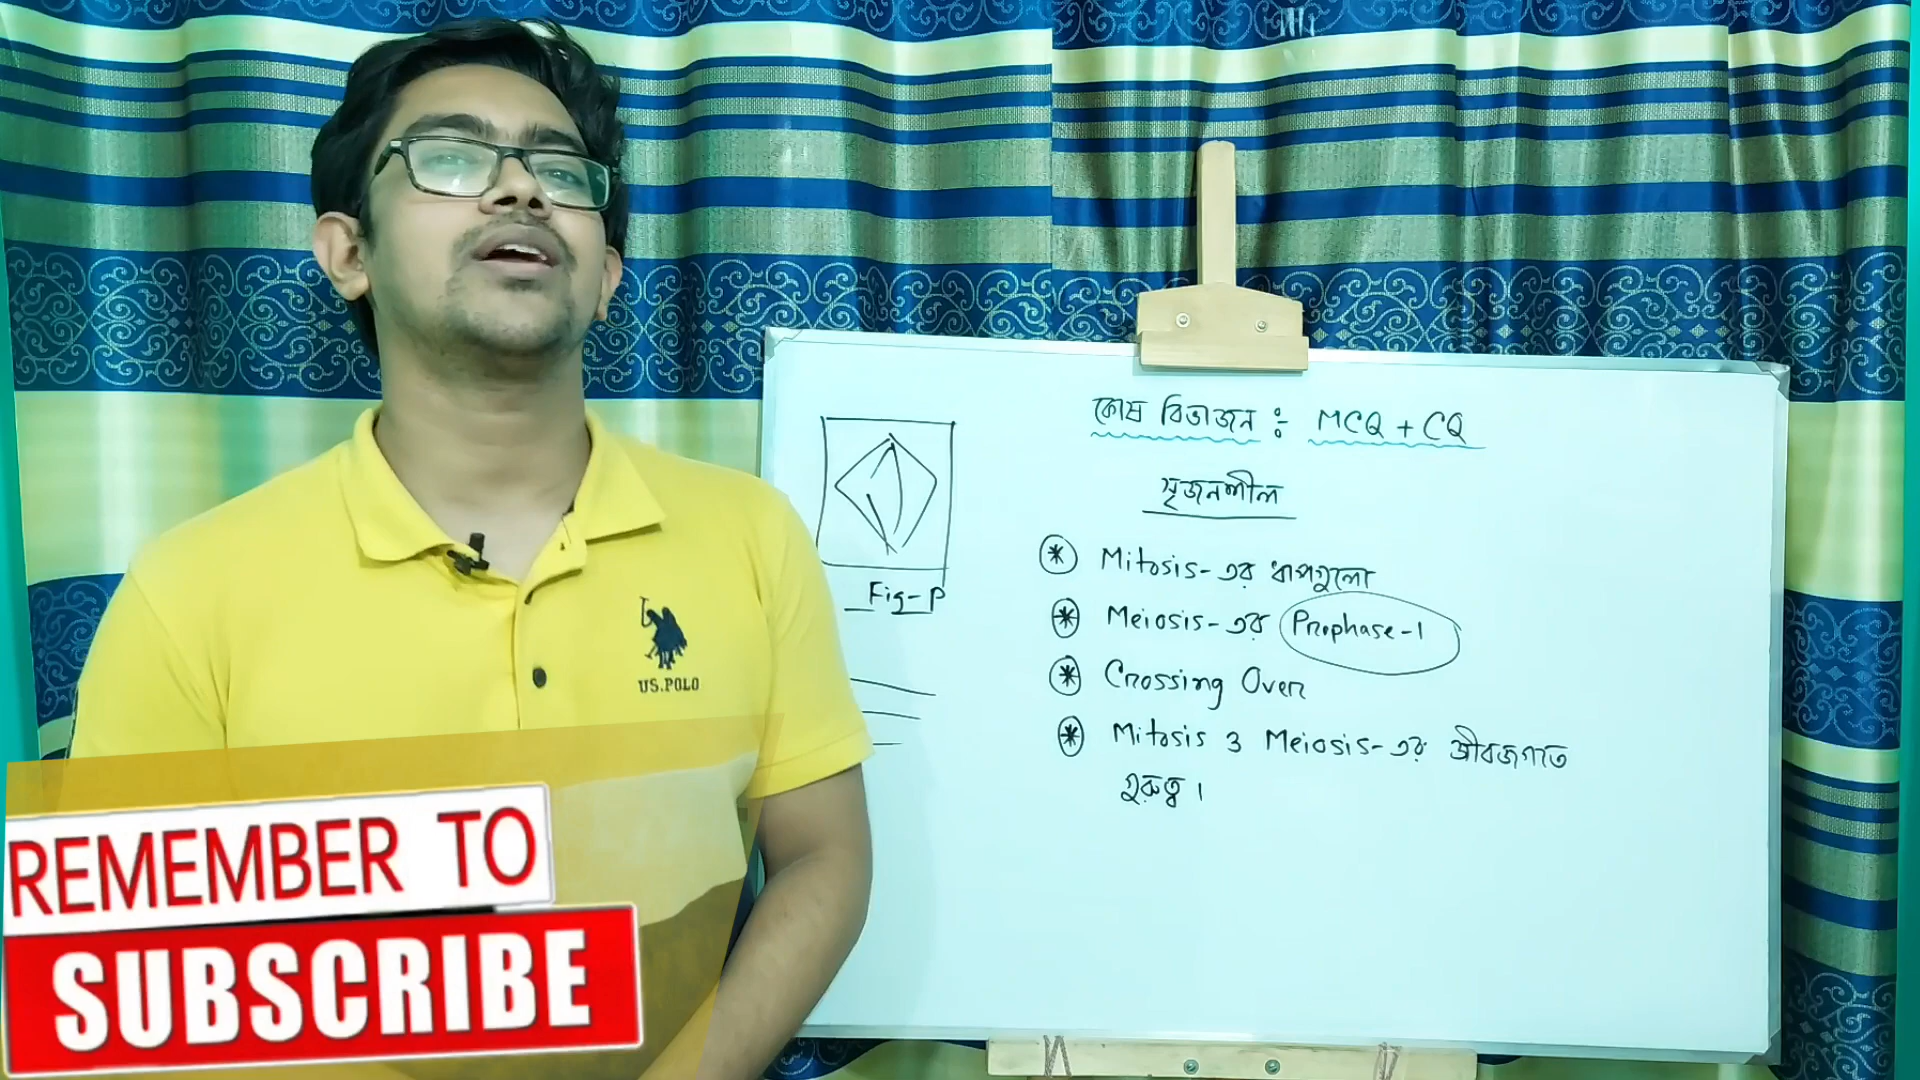 কোষ বিভাজন : MCQ + CQ
সৃজনশীল
Mitosis-এর ধাপগুলো
Meiosis-এর Prophase-1
Crossing Over
Mitosis ও Meiosis-এর জীবজগতে
গুরুত্ব ।
Fig-P
US.POLO
REMEMBER TO
SUBSCRIBE